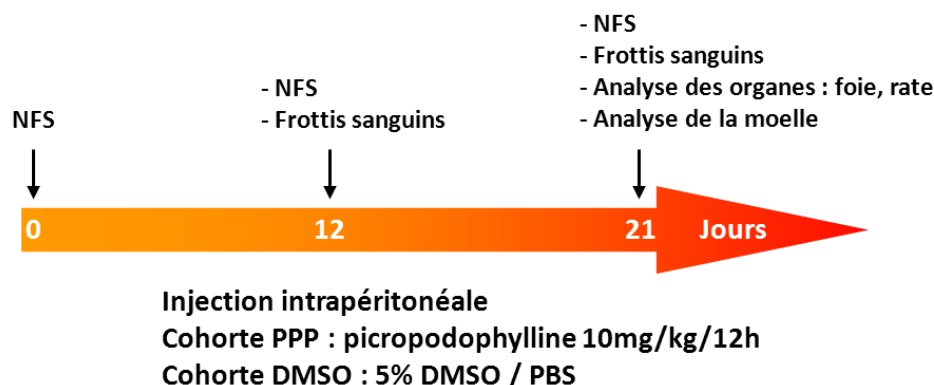 - NFS
- Frottis sanguins
- Analyse des organes : foie, rate
- Analyse de la moelle
- NFS
- Frottis sanguins
NFS
0
12
21
Jours
Injection intrapéritonéale
Cohorte PPP : picropodophylline 10mg/kg/12h
Cohorte DMSO : 5% DMSO / PBS